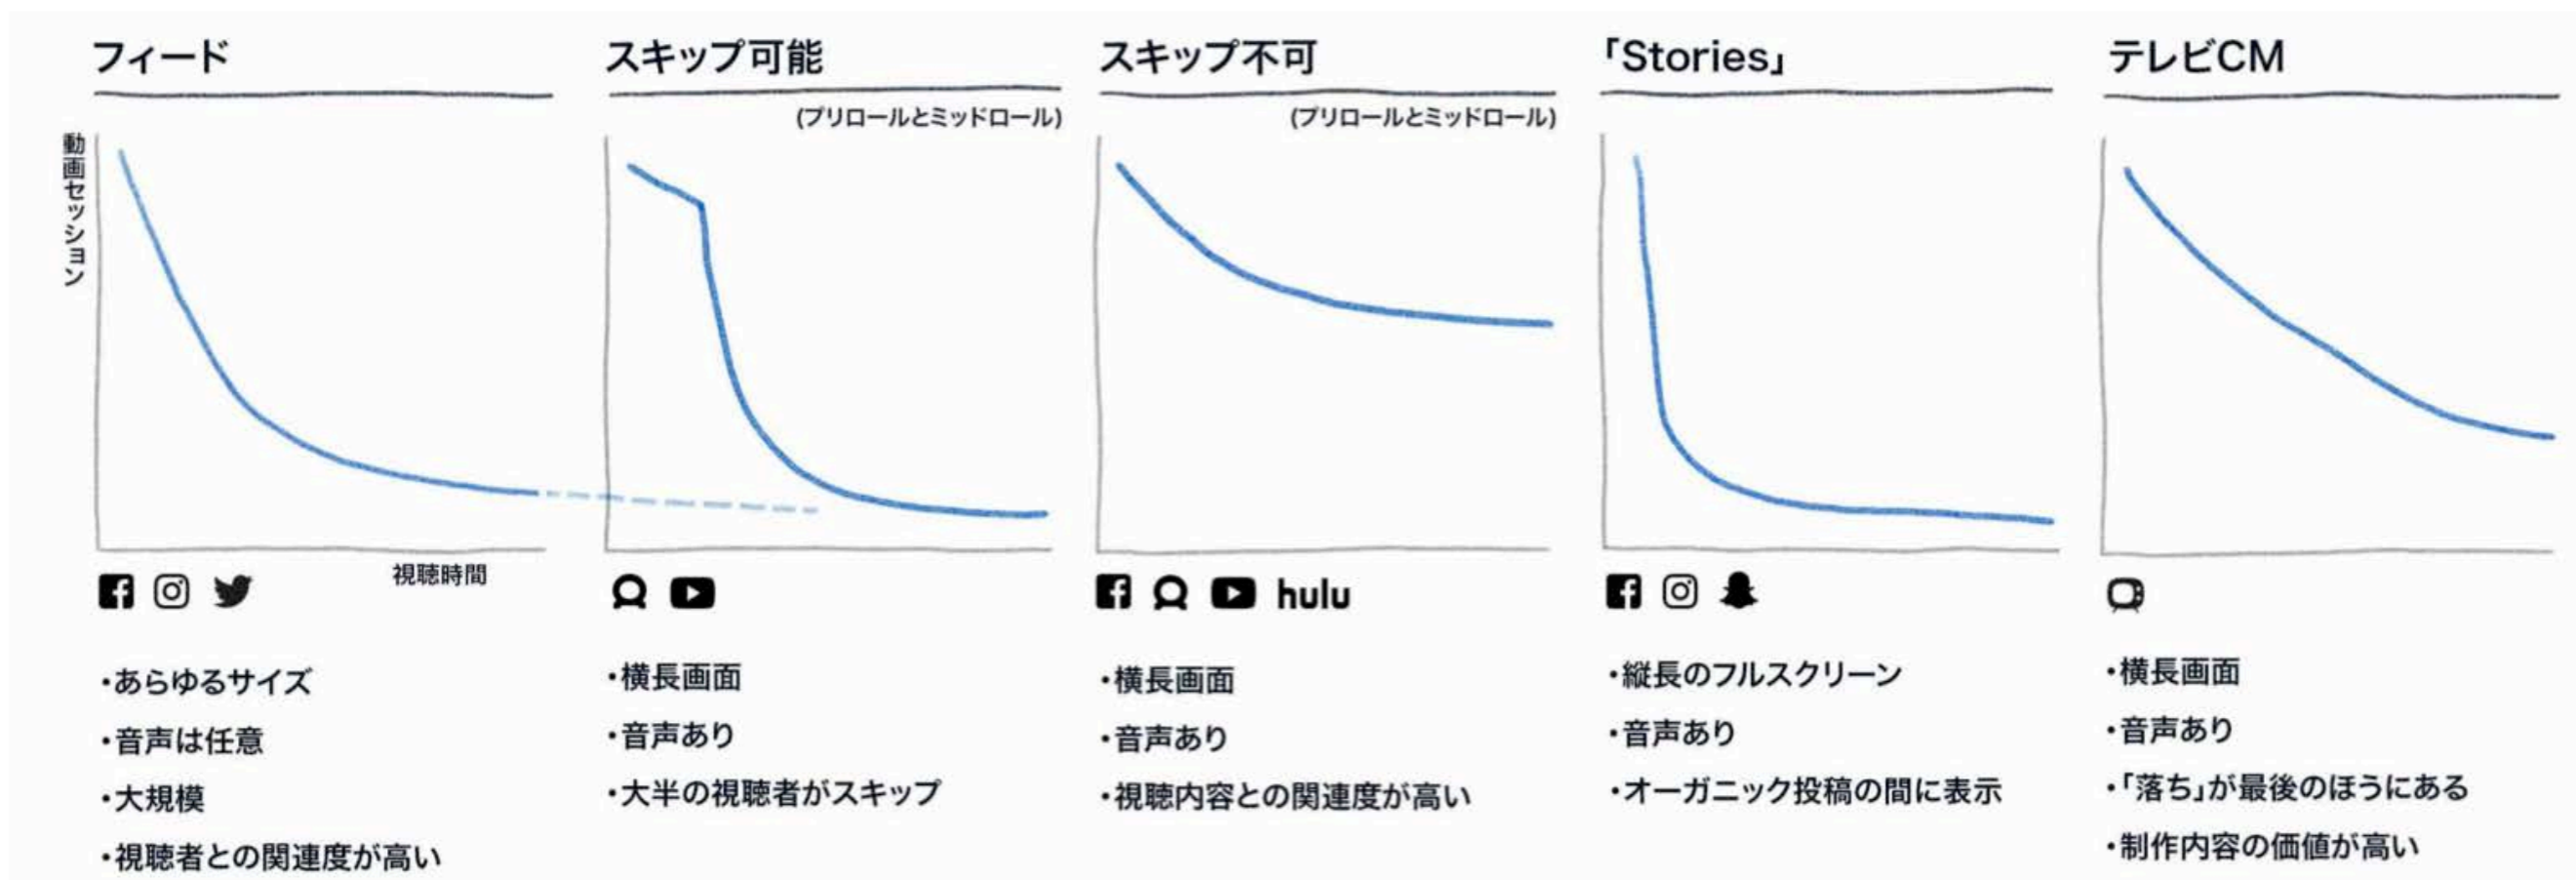 フィード
動画セッション
視聴時間
・あらゆるサイズ
・音声は任意
・大規模
・視聴者との関連度が高い
スキップ可能
(プリロールとミッドロール)
・横長画面
・音声あり
・大半の視聴者がスキップ
スキップ不可
(プリロールとミッドロール)
hulu
・横長画面
・音声あり
・視聴内容との関連度が高い
「Stories」
・縦長のフルスクリーン
・音声あり
・オーガニック投稿の間に表示
テレビCM
・横長画面
・音声あり
・「落ち」が最後のほうにある
・制作内容の価値が高い